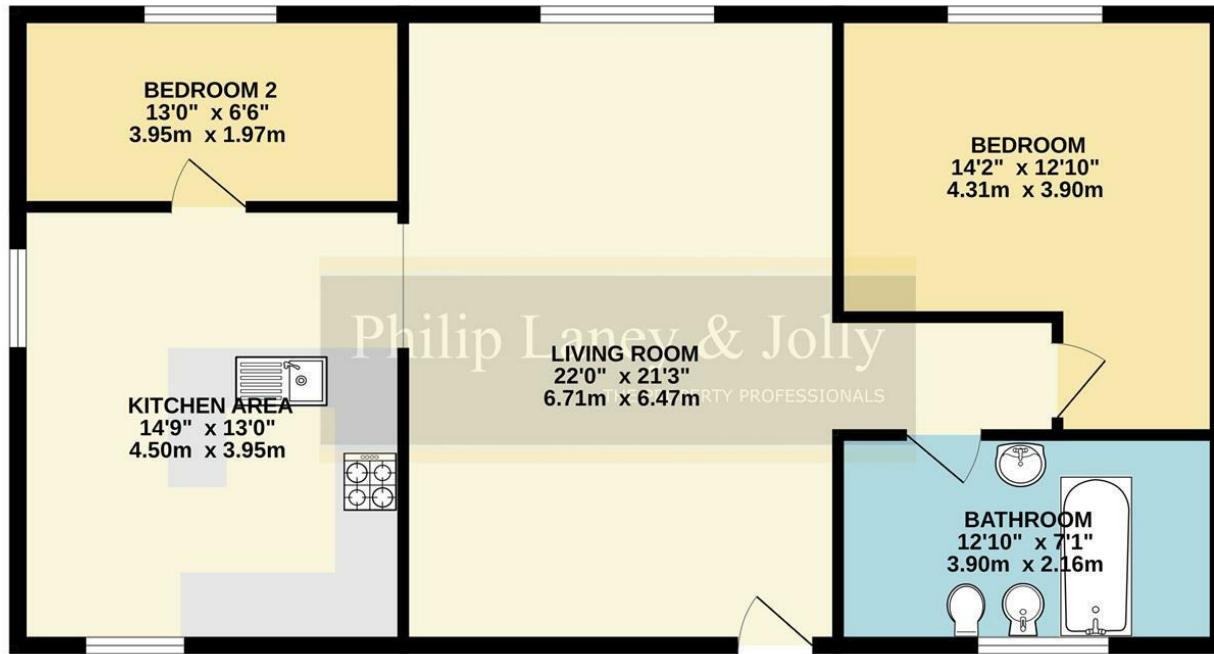 BEDROOM 2
13'0" x 6'6"
3.95m x 1.97m
BEDROOM
14'2" x 12'10"
4.31m x 3.90m
Philip Laney & Jolly
PROPERTY PROFESSIONALS
LIVING ROOM
22'0" x 21'3"
6.71m x 6.47m
KITCHEN AREA
14'9" x 13'0"
4.50m x 3.95m
BATHROOM
12'10" x 7'1"
3.90m x 2.16m